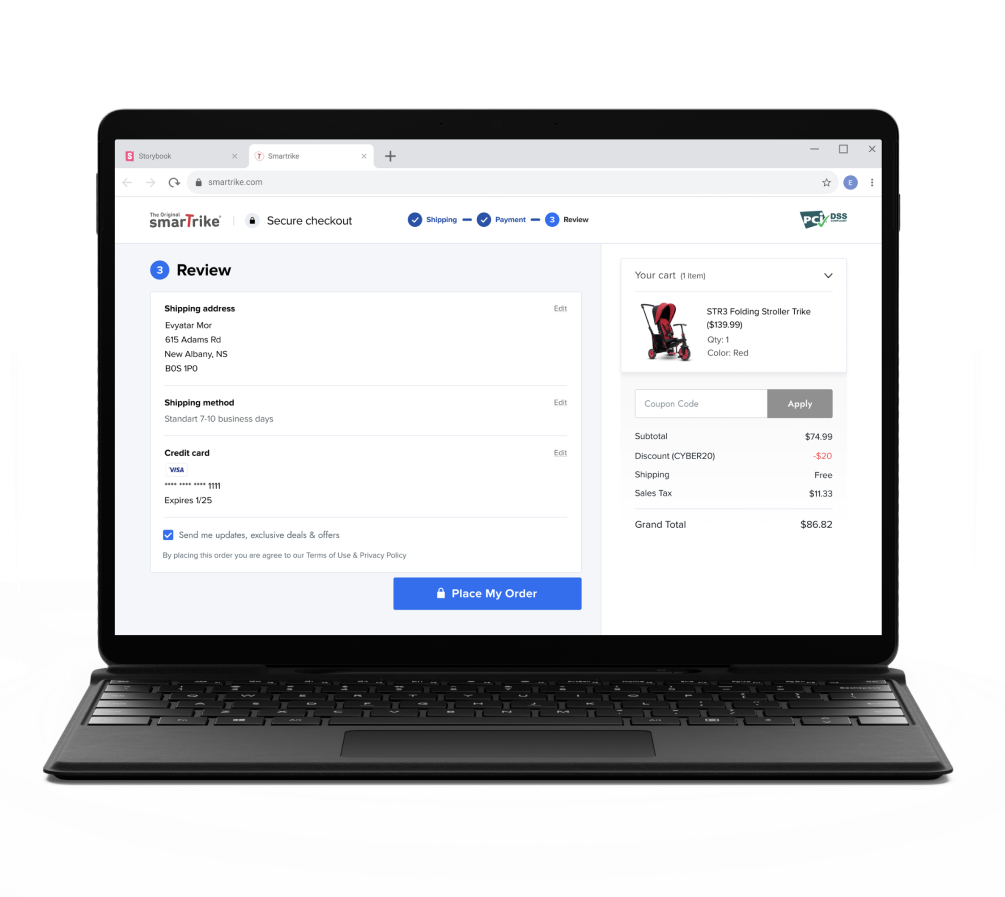 Storybook
Smartrike
smartrike.com
E
The Original
smarTrike
Secure checkout
Shipping
Payment
3
Review
PCI DSS
3 Review
Shipping address
Edit
Evyatar Mor
615 Adams Rd
New Albany, NS
B0S 1P0
Shipping method
Edit
Standart 7-10 business days
Credit card
Edit
VISA
**** **** **** 1111
Expires 1/25
Send me updates, exclusive deals & offers
By placing this order you are agree to our Terms of Use & Privacy Policy
Place My Order
Your cart (1 item)
STR3 Folding Stroller Trike
($139.99)
Qty: 1
Color: Red
Coupon Code
Apply
Subtotal $74.99
Discount (CYBER20) -$20
Shipping Free
Sales Tax $11.33
Grand Total $86.82